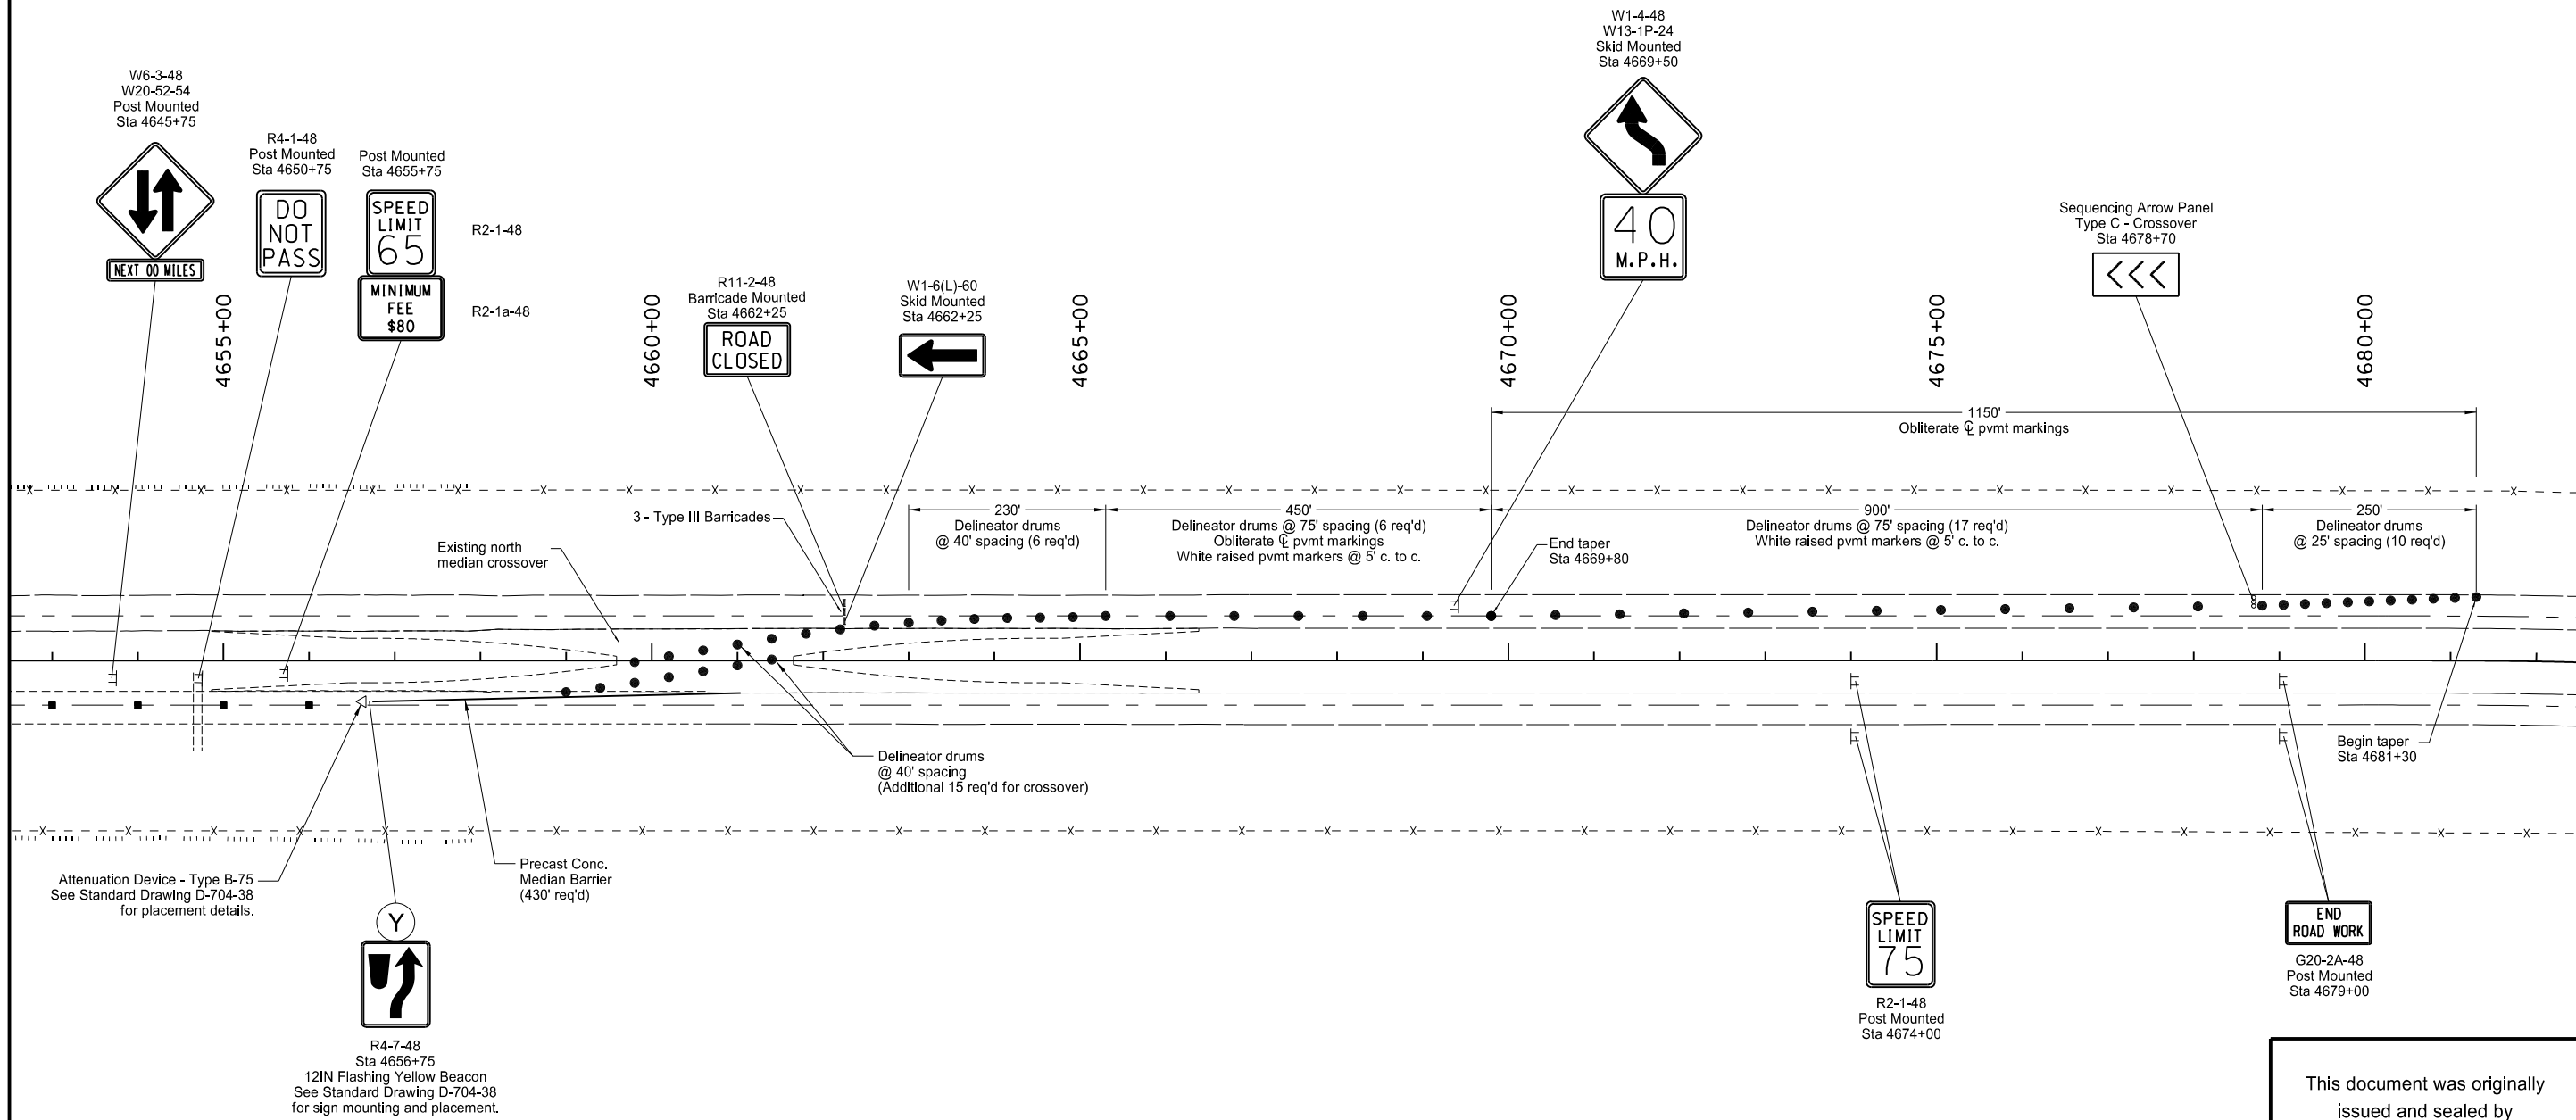 W6-3-48
W20-52-54
Post Mounted
Sta 4645+75
NEXT 00 MILES
R4-1-48
Post Mounted
Sta 4650+75
DO
NOT
PASS
Post Mounted
Sta 4655+75
SPEED
LIMIT
65
R2-1-48
MINIMUM
FEE
$80
R2-1a-48
R11-2-48
Barricade Mounted
Sta 4662+25
ROAD
CLOSED
W1-6(L)-60
Skid Mounted
Sta 4662+25
W1-4-48
W13-1P-24
Skid Mounted
Sta 4669+50
40
M.P.H.
Sequencing Arrow Panel
Type C - Crossover
Sta 4678+70
4655+00
4660+00
4665+00
4670+00
4675+00
4680+00
1150'
Obliterate ℄ pvmt markings
3 - Type III Barricades
230'
Delineator drums
@ 40' spacing (6 req'd)
450'
Delineator drums @ 75' spacing (6 req'd)
Obliterate ℄ pvmt markings
White raised pvmt markers @ 5' c. to c.
900'
Delineator drums @ 75' spacing (17 req'd)
White raised pvmt markers @ 5' c. to c.
250'
Delineator drums
@ 25' spacing (10 req'd)
Existing north
median crossover
End taper
Sta 4669+80
Begin taper
Sta 4681+30
Delineator drums
@ 40' spacing
(Additional 15 req'd for crossover)
Precast Conc.
Median Barrier
(430' req'd)
Attenuation Device - Type B-75
See Standard Drawing D-704-38
for placement details.
Y
R4-7-48
Sta 4656+75
12IN Flashing Yellow Beacon
See Standard Drawing D-704-38
for sign mounting and placement.
SPEED
LIMIT
75
R2-1-48
Post Mounted
Sta 4674+00
END
ROAD WORK
G20-2A-48
Post Mounted
Sta 4679+00
This document was originally
issued and sealed by